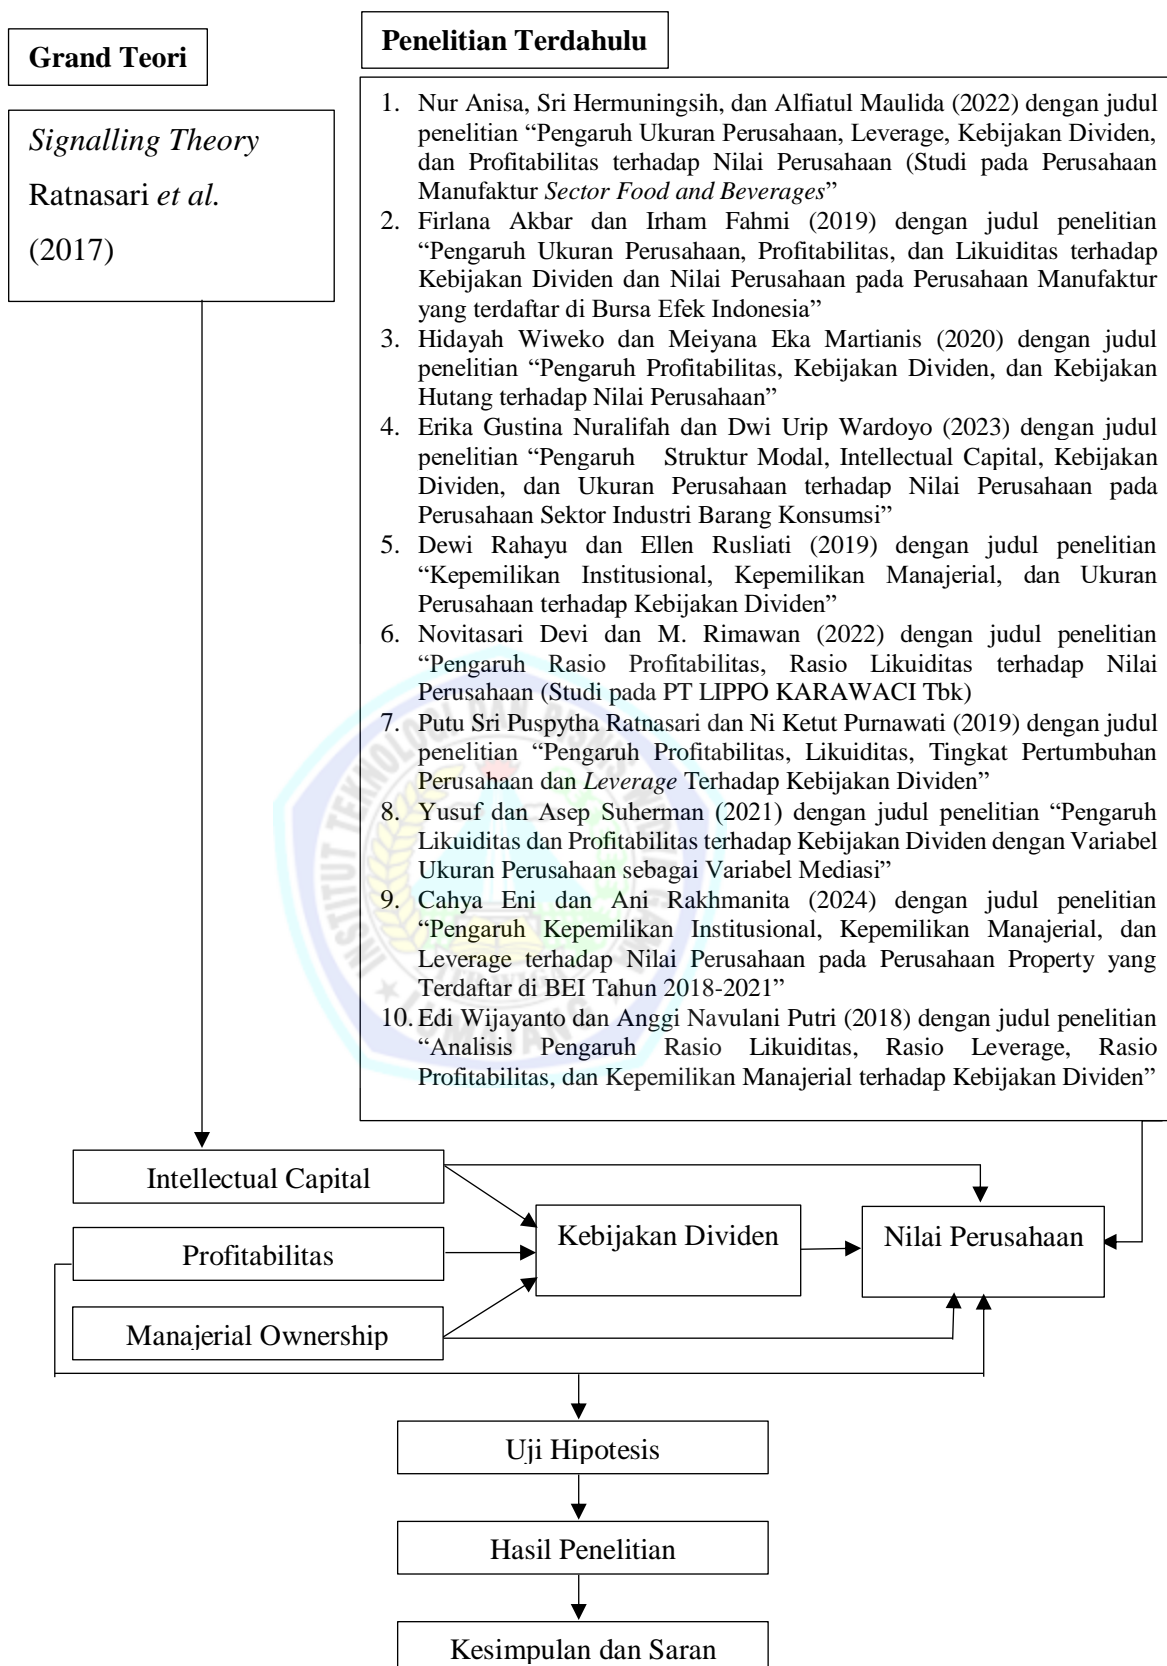 Grand Teori
Signalling Theory
Ratnasari et al.
(2017)
Penelitian Terdahulu
1. Nur Anisa, Sri Hermuningsih, dan Alfiatul Maulida (2022) dengan judul
penelitian “Pengaruh Ukuran Perusahaan, Leverage, Kebijakan Dividen,
dan Profitabilitas terhadap Nilai Perusahaan (Studi pada Perusahaan
Manufaktur Sector Food and Beverages”
2. Firlana Akbar dan Irham Fahmi (2019) dengan judul penelitian
“Pengaruh Ukuran Perusahaan, Profitabilitas, dan Likuiditas terhadap
Kebijakan Dividen dan Nilai Perusahaan pada Perusahaan Manufaktur
yang terdaftar di Bursa Efek Indonesia”
3. Hidayah Wiweko dan Meiyana Eka Martianis (2020) dengan judul
penelitian “Pengaruh Profitabilitas, Kebijakan Dividen, dan Kebijakan
Hutang terhadap Nilai Perusahaan”
4. Erika Gustina Nuralifah dan Dwi Urip Wardoyo (2023) dengan judul
penelitian “Pengaruh Struktur Modal, Intellectual Capital, Kebijakan
Dividen, dan Ukuran Perusahaan terhadap Nilai Perusahaan pada
Perusahaan Sektor Industri Barang Konsumsi”
5. Dewi Rahayu dan Ellen Rusliati (2019) dengan judul penelitian
“Kepemilikan Institusional, Kepemilikan Manajerial, dan Ukuran
Perusahaan terhadap Kebijakan Dividen”
6. Novitasari Devi dan M. Rimawan (2022) dengan judul penelitian
“Pengaruh Rasio Profitabilitas, Rasio Likuiditas terhadap Nilai
Perusahaan (Studi pada PT LIPPO KARAWACI Tbk)
7. Putu Sri Puspytha Ratnasari dan Ni Ketut Purnawati (2019) dengan judul
penelitian “Pengaruh Profitabilitas, Likuiditas, Tingkat Pertumbuhan
Perusahaan dan Leverage Terhadap Kebijakan Dividen”
8. Yusuf dan Asep Suherman (2021) dengan judul penelitian “Pengaruh
Likuiditas dan Profitabilitas terhadap Kebijakan Dividen dengan Variabel
Ukuran Perusahaan sebagai Variabel Mediasi”
9. Cahya Eni dan Ani Rakhmanita (2024) dengan judul penelitian
“Pengaruh Kepemilikan Institusional, Kepemilikan Manajerial, dan
Leverage terhadap Nilai Perusahaan pada Perusahaan Property yang
Terdaftar di BEI Tahun 2018-2021”
10. Edi Wijayanto dan Anggi Navulani Putri (2018) dengan judul penelitian
“Analisis Pengaruh Rasio Likuiditas, Rasio Leverage, Rasio
Profitabilitas, dan Kepemilikan Manajerial terhadap Kebijakan Dividen”
INSTITUT TEKNOLOGI DAN BISNIS
LUMAJANG
Intellectual Capital
Profitabilitas
Manajerial Ownership
Kebijakan Dividen
Nilai Perusahaan
Uji Hipotesis
Hasil Penelitian
Kesimpulan dan Saran